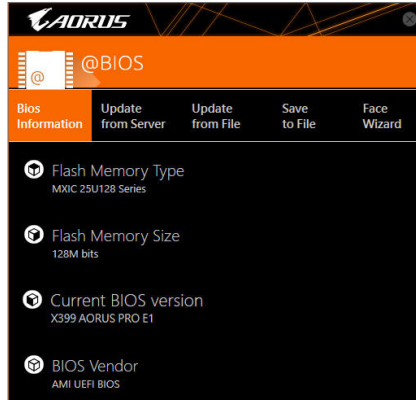 AORUS
@BIOS
@
Bios Information
Update from Server
Update from File
Save to File
Face Wizard
Flash Memory Type
MXIC 25U128 Series
Flash Memory Size
128M bits
Current BIOS version
X399 AORUS PRO E1
BIOS Vendor
AMI UEFI BIOS